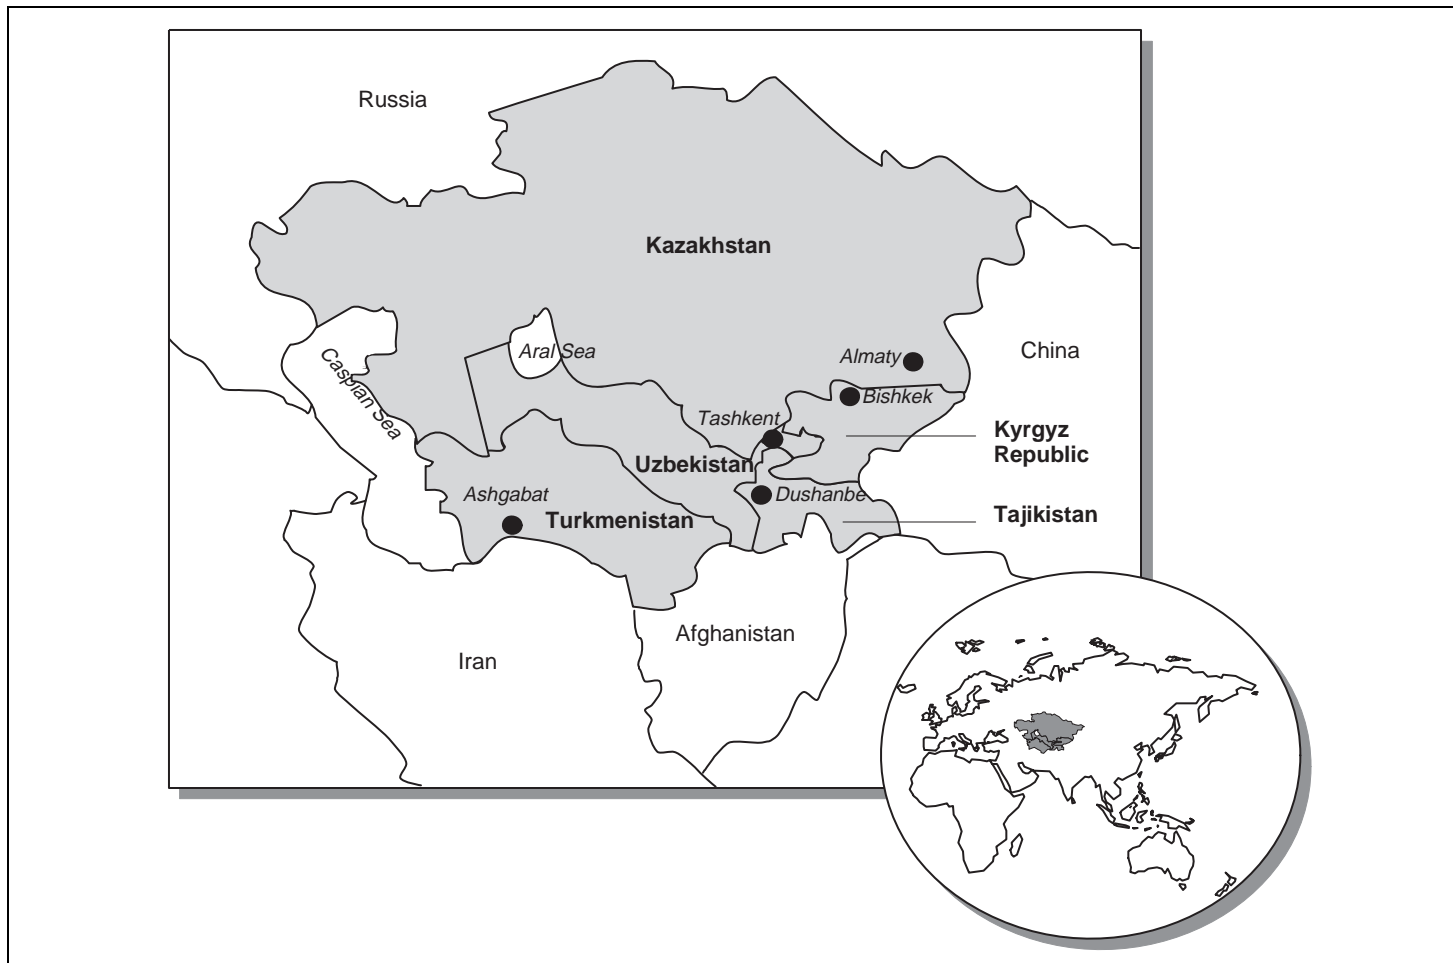 Russia
Kazakhstan
Aral Sea
Caspian Sea
Almaty
China
Bishkek
Tashkent
Kyrgyz
Republic
Uzbekistan
Ashgabat
Dushanbe
Turkmenistan
Tajikistan
Afghanistan
Iran